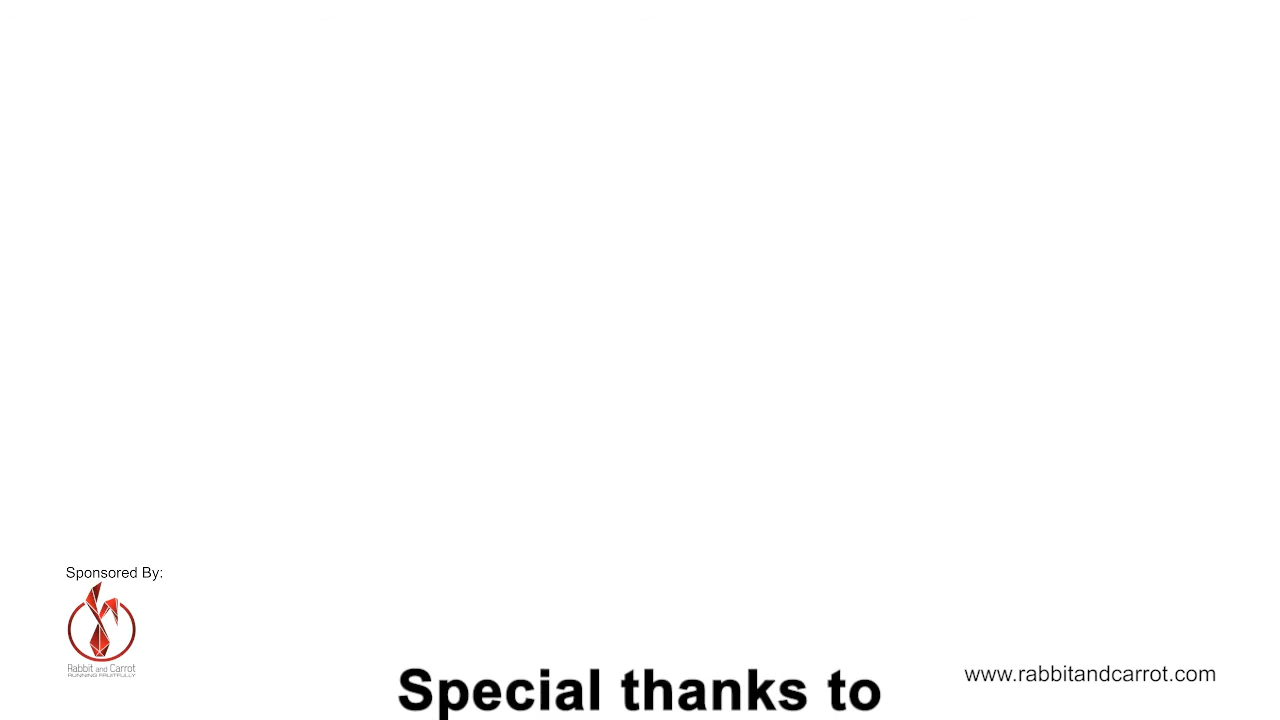 Sponsored By:
Rabbit and Carrot
RUNNING FRUITFULLY
Special thanks to
www.rabbitandcarrot.com